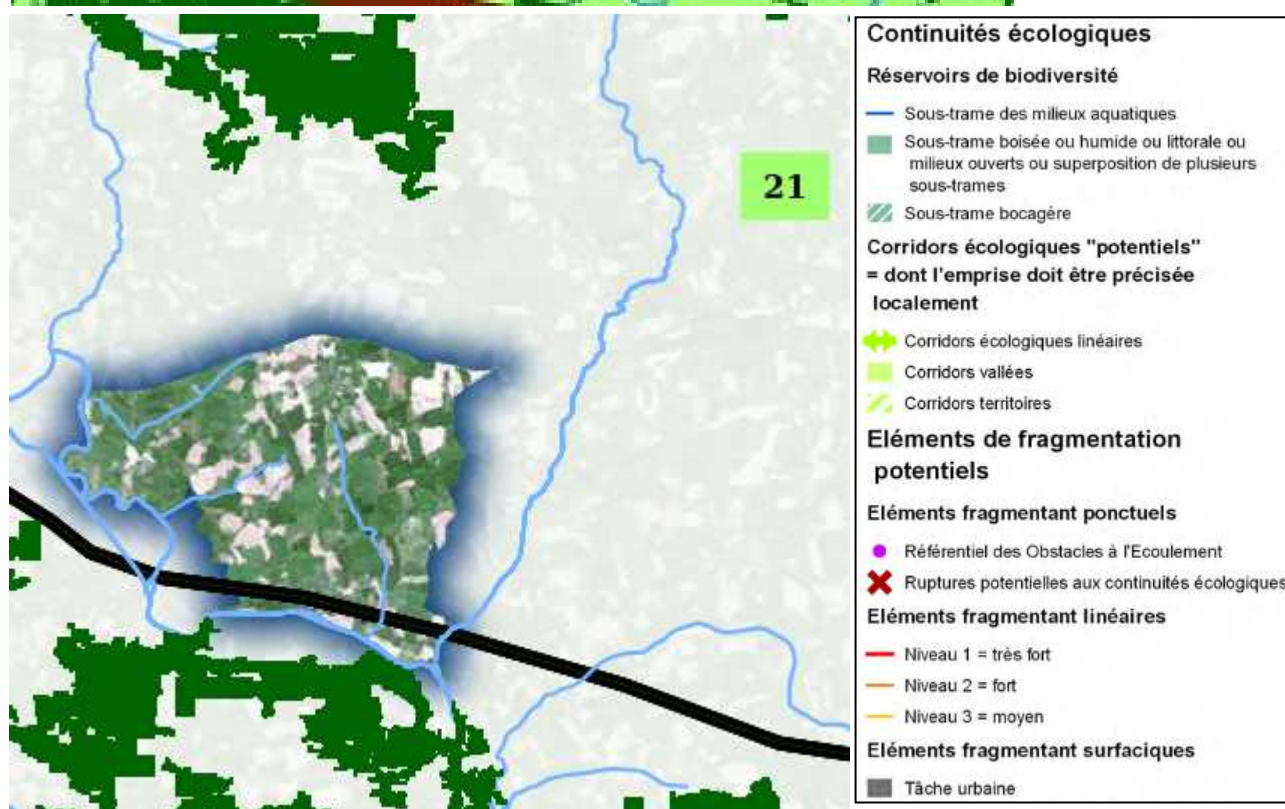 21
Continuités écologiques
Réservoirs de biodiversité
Sous-trame des milieux aquatiques
Sous-trame boisée ou humide ou littorale ou
milieux ouverts ou superposition de plusieurs
sous-trames
Sous-trame bocagère
Corridors écologiques "potentiels"
= dont l'emprise doit être précisée
localement
Corridors écologiques linéaires
Corridors vallées
Corridors territoires
Eléments de fragmentation
potentiels
Eléments fragmentant ponctuels
Référentiel des Obstacles à l'Ecoulement
Ruptures potentielles aux continuités écologiques
Eléments fragmentant linéaires
Niveau 1 = très fort
Niveau 2 = fort
Niveau 3 = moyen
Eléments fragmentant surfaciques
Tâche urbaine